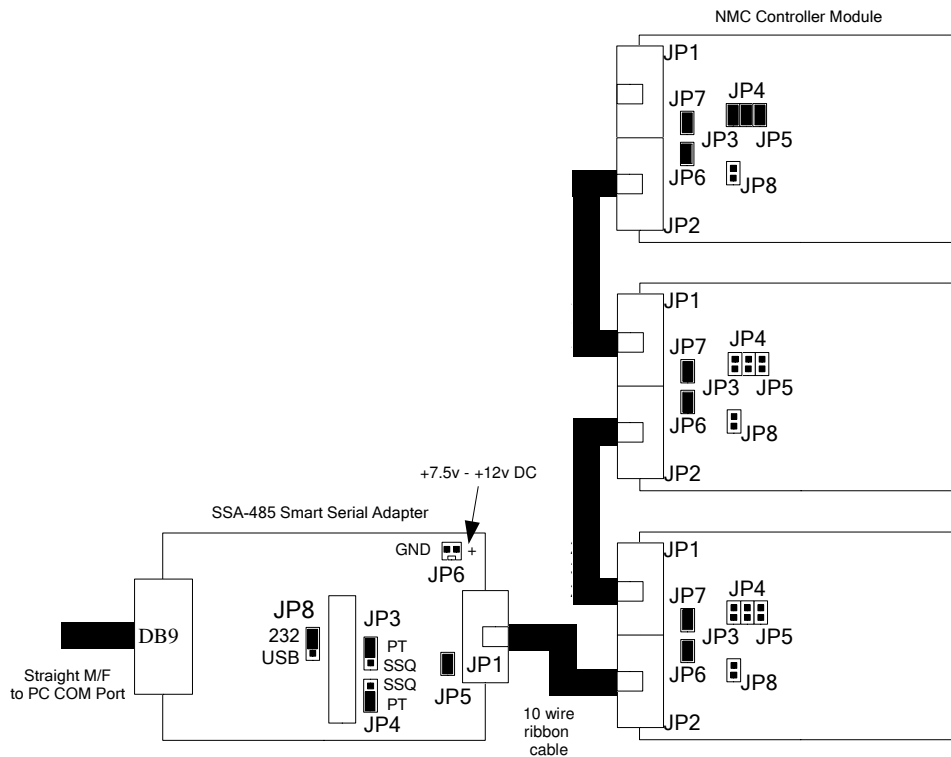 NMC Controller Module
JP1
JP7
JP4
JP3 JP5
JP6
JP8
JP2
JP1
JP7
JP4
JP3 JP5
JP6
JP8
JP2
+7.5v - +12v DC
SSA-485 Smart Serial Adapter
GND +
JP6
JP8
232
USB
JP3
PT
SSQ
SSQ
PT
JP4
JP5
JP1
DB9
Straight M/F
to PC COM Port
10 wire
ribbon
cable
JP1
JP7
JP4
JP3 JP5
JP6
JP8
JP2